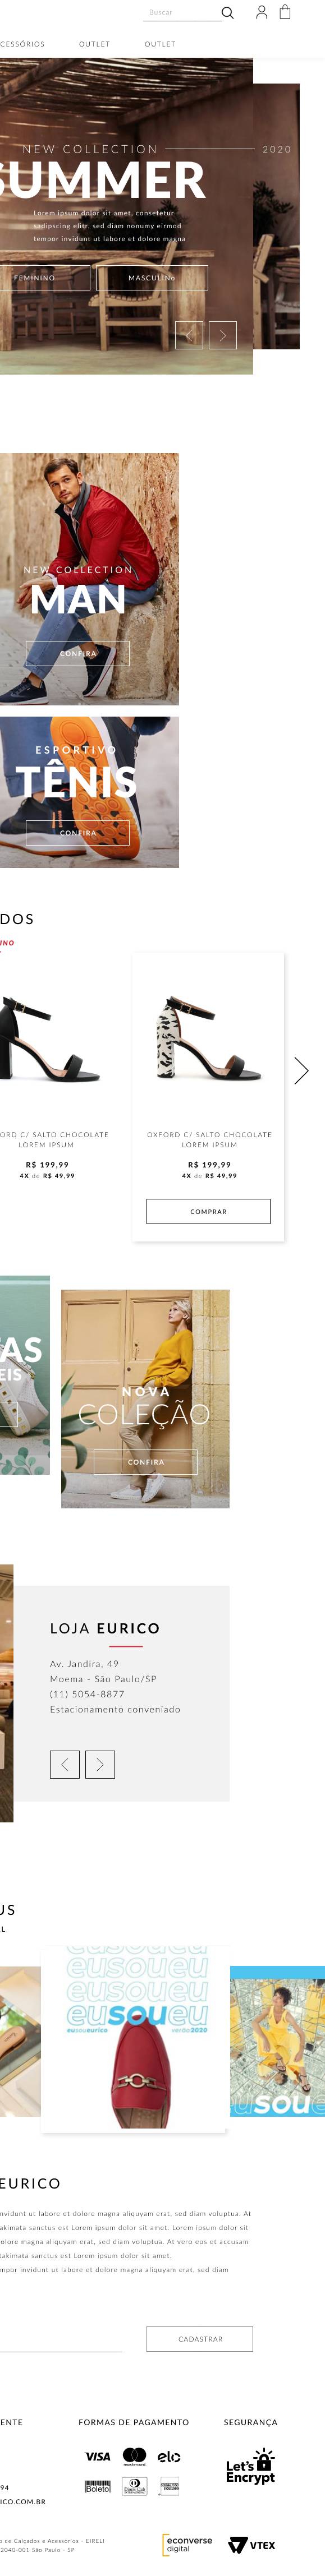 Buscar
CESSÓRIOS OUTLET OUTLET
NEW COLLECTION 2020
SUMMER
Lorem ipsum dolor sit amet, consetetur
sadipscing elitr, sed diam nonumy eirmod
tempor invidunt ut labore et dolore magna
FEMININO MASCULINO
NEW COLLECTION
MAN
CONFIRA
ESPORTIVO
TÊNIS
CONFIRA
DOS
INO
ORD C/ SALTO CHOCOLATE
LOREM IPSUM
R$ 199,99
4X de R$ 49,99
OXFORD C/ SALTO CHOCOLATE
LOREM IPSUM
R$ 199,99
4X de R$ 49,99
COMPRAR
AS
EIS
NOVA
COLEÇÃO
CONFIRA
LOJA EURICO
Av. Jandira, 49
Moema - São Paulo/SP
(11) 5054-8877
Estacionamento conveniado
US
L
eusoueu
eusoueu
eusoueu
eusoueurico verão2020
sou
EURICO
nvidunt ut labore et dolore magna aliquyam erat, sed diam voluptua. At
akimata sanctus est Lorem ipsum dolor sit amet. Lorem ipsum dolor sit
olore magna aliquyam erat, sed diam voluptua. At vero eos et accusam
takimata sanctus est Lorem ipsum dolor sit amet.
mpor invidunt ut labore et dolore magna aliquyam erat, sed diam
CADASTRAR
ENTE
94
ICO.COM.BR
FORMAS DE PAGAMENTO
VISA mastercard elo
Boleto Diners Club
SEGURANÇA
Let's Encrypt
o de Calçados e Acessórios - EIRELI
2040-001 São Paulo - SP
econverse
digital
VTEX